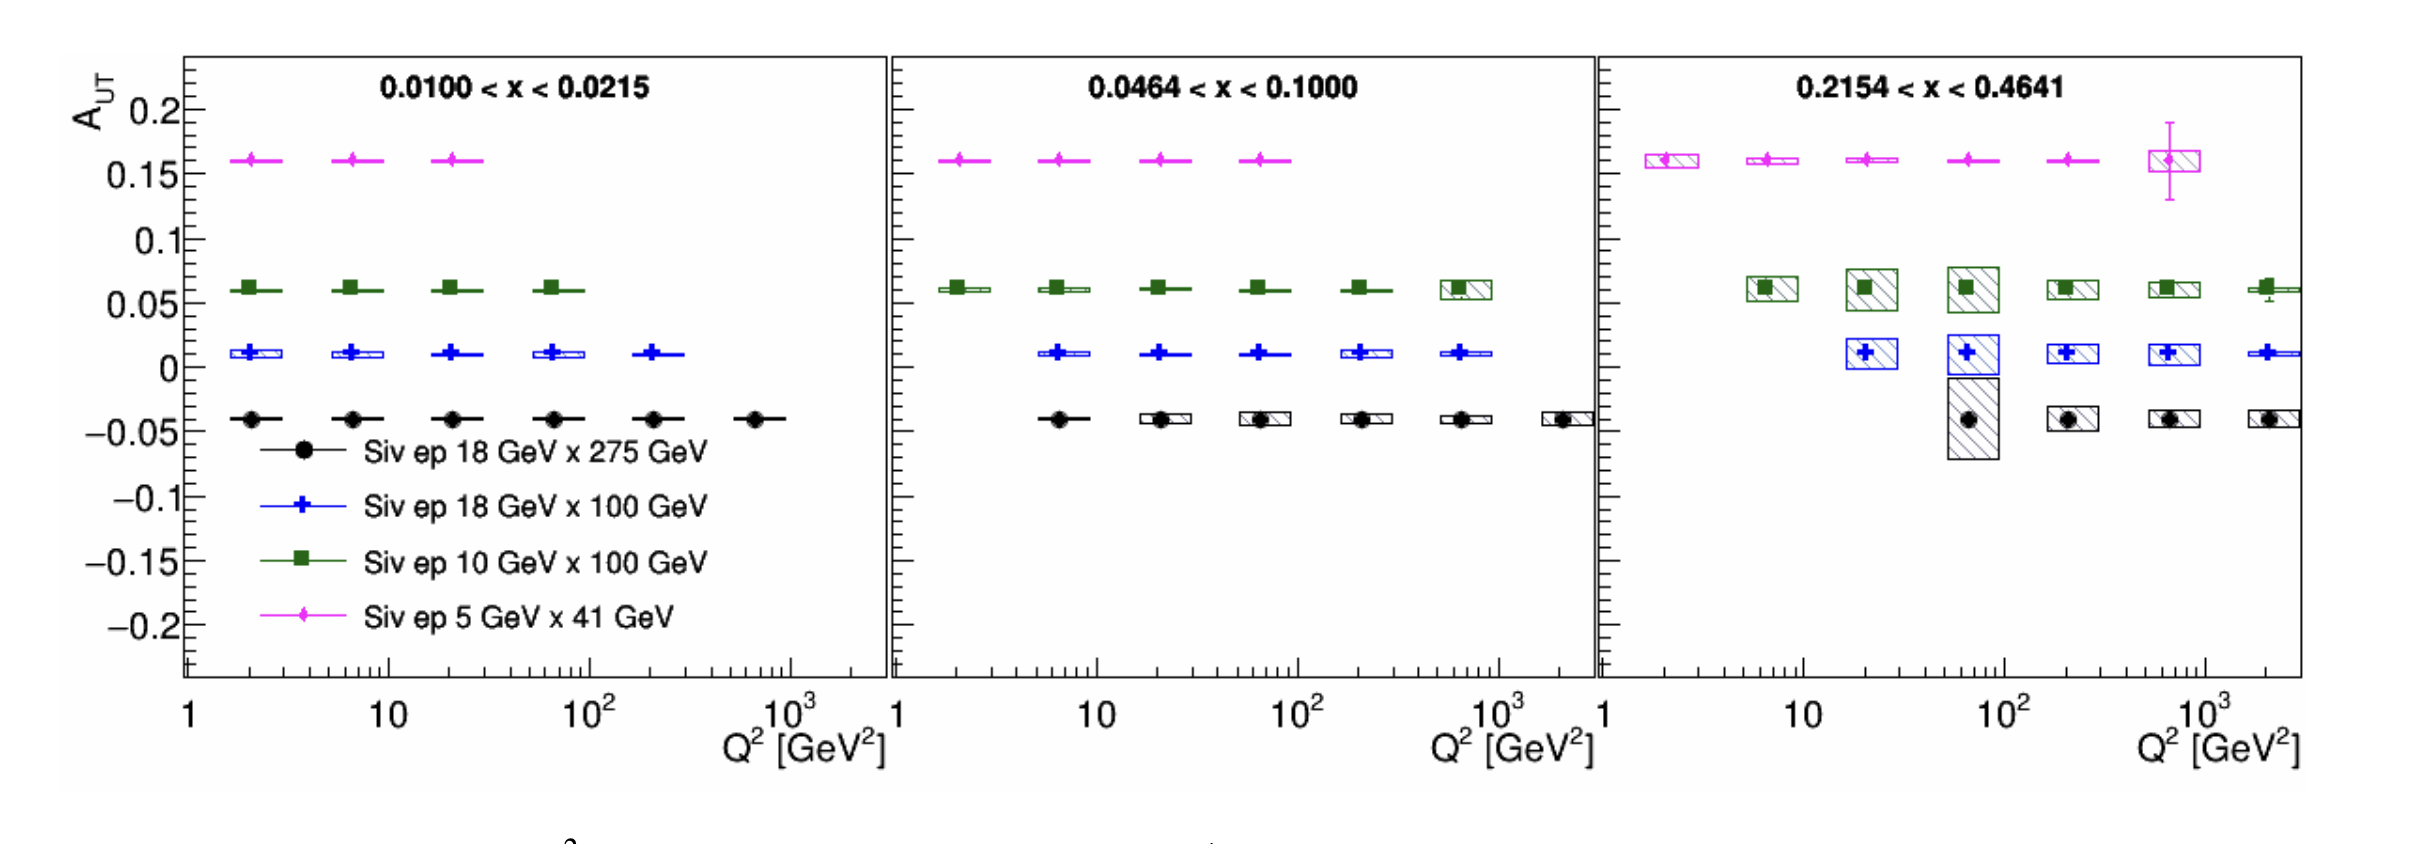 0.0100 < x < 0.0215
0.0464 < x < 0.1000
0.2154 < x < 0.4641
A_UT
0.2
0.15
0.1
0.05
0
−0.05
−0.1
−0.15
−0.2
Siv ep 18 GeV x 275 GeV
Siv ep 18 GeV x 100 GeV
Siv ep 10 GeV x 100 GeV
Siv ep 5 GeV x 41 GeV
1 10 10² 10³
1 10 10² 10³
1 10 10² 10³
Q² [GeV²]
Q² [GeV²]
Q² [GeV²]